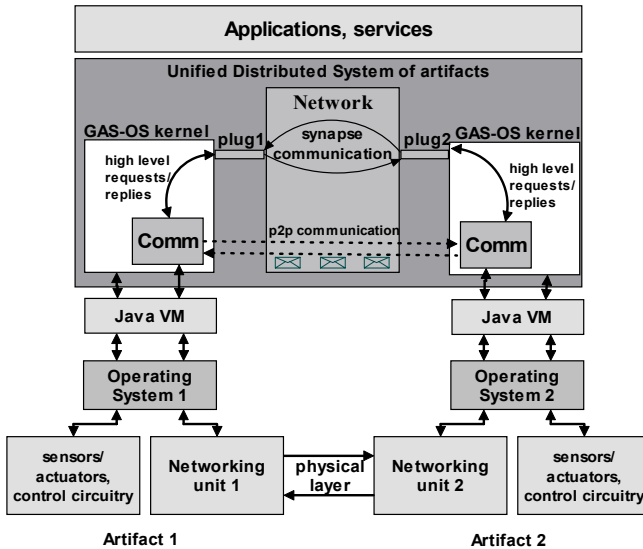 Applications, services
Unified Distributed System of artifacts
Network
GAS-OS kernel
plug1
synapse
communication
plug2
GAS-OS kernel
high level
requests/
replies
high level
requests/
replies
Comm
p2p communication
Comm
Java VM
Java VM
Operating
System 1
Operating
System 2
sensors/
actuators,
control circuitry
Networking
unit 1
physical
layer
Networking
unit 2
sensors/
actuators,
control circuitry
Artifact 1
Artifact 2